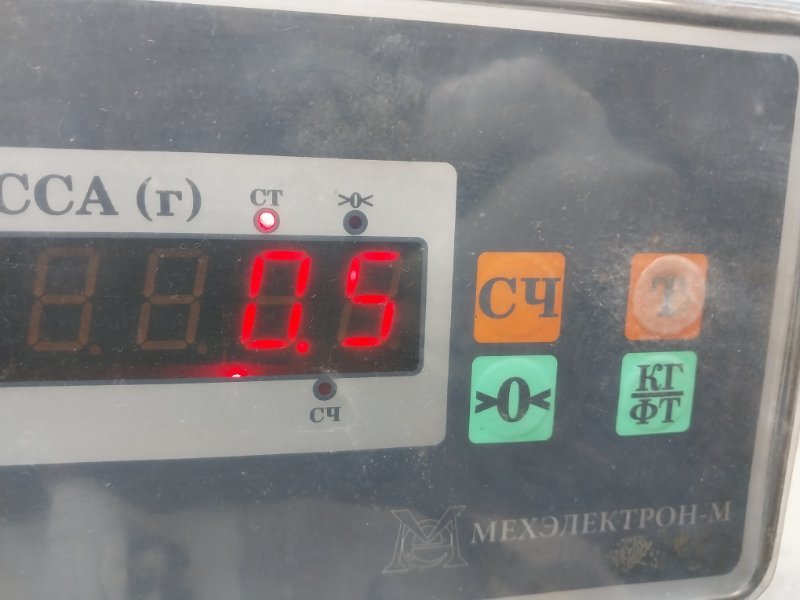 ССА (г)
СТ
>0<
0.5
СЧ
СЧ
Т
>0<
КГ
ФТ
МЕХЭЛЕКТРОН-М